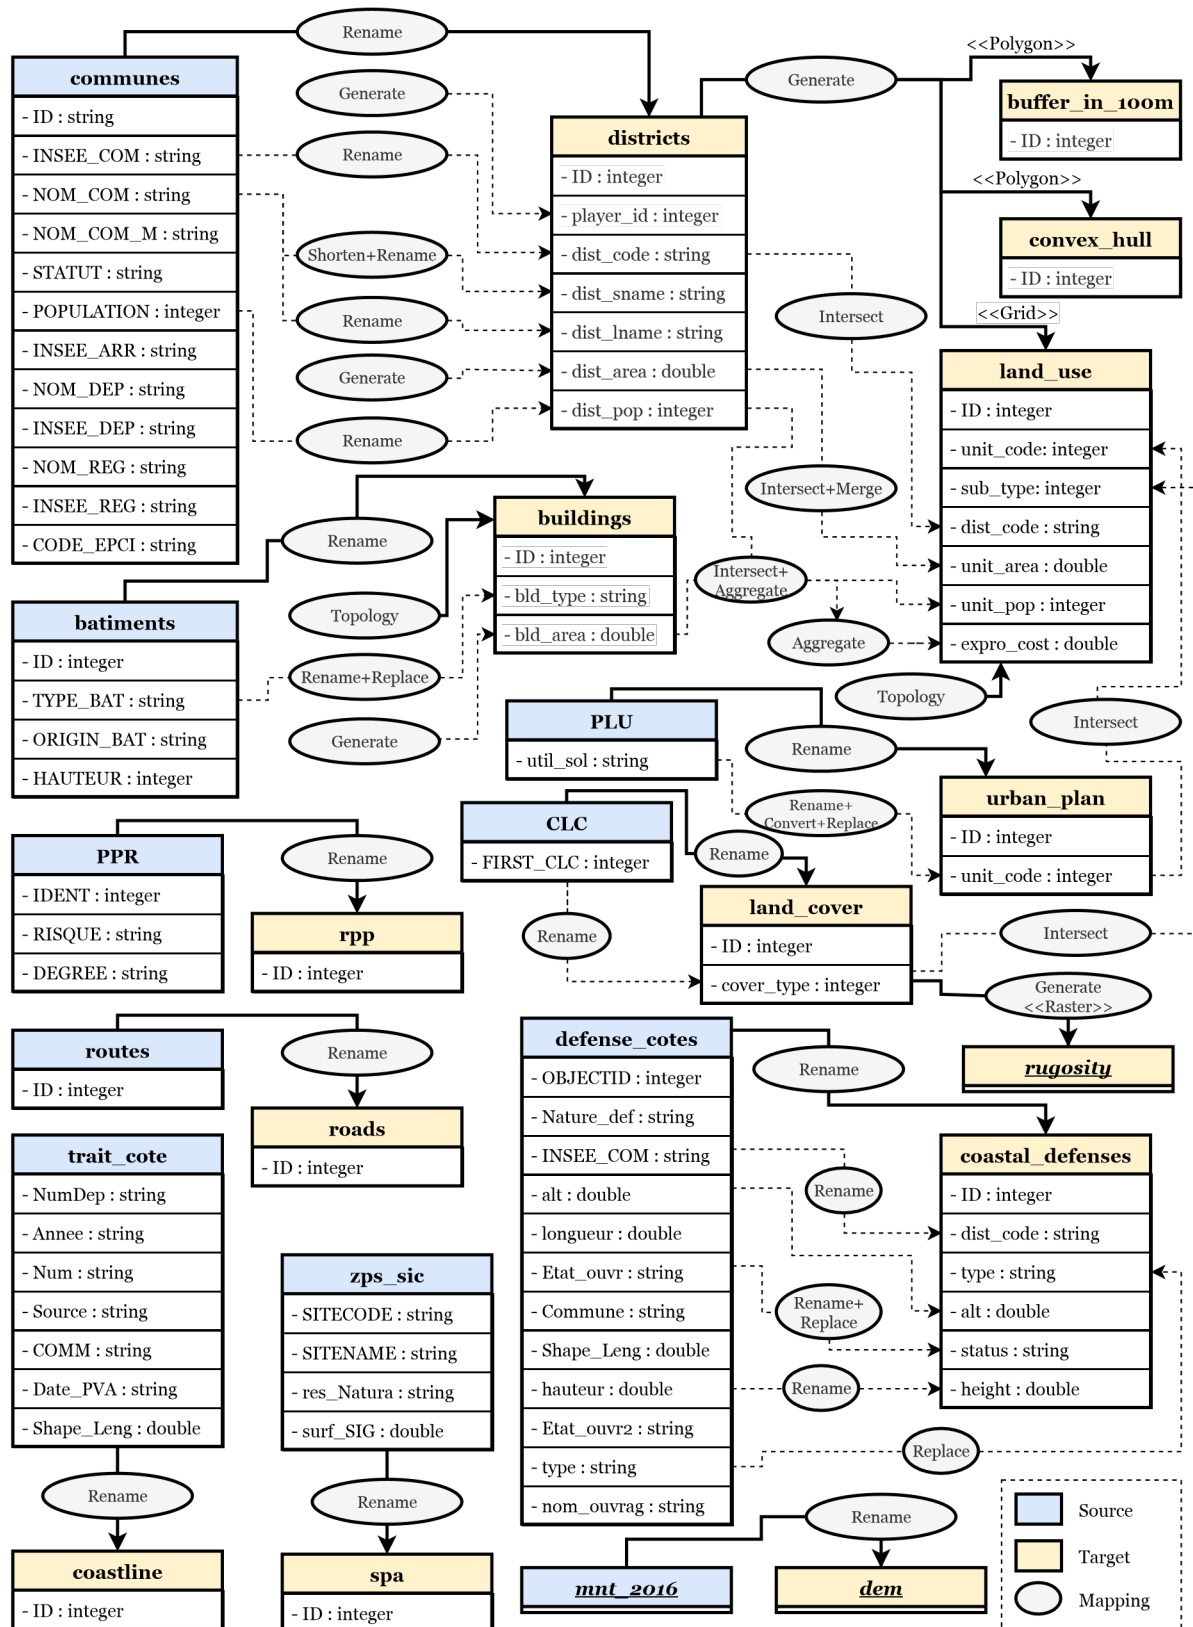 communes
- ID : string
- INSEE_COM : string
- NOM_COM : string
- NOM_COM_M : string
- STATUT : string
- POPULATION : integer
- INSEE_ARR : string
- NOM_DEP : string
- INSEE_DEP : string
- NOM_REG : string
- INSEE_REG : string
- CODE_EPCI : string
Rename
Generate
Rename
Shorten+Rename
Rename
Generate
Rename
districts
- ID : integer
- player_id : integer
- dist_code : string
- dist_sname : string
- dist_lname : string
- dist_area : double
- dist_pop : integer
Generate
<<Polygon>>
buffer_in_100m
- ID : integer
<<Polygon>>
convex_hull
- ID : integer
<<Grid>>
Intersect
Intersect+Merge
Intersect+
Aggregate
Aggregate
Topology
land_use
- ID : integer
- unit_code: integer
- sub_type: integer
- dist_code : string
- unit_area : double
- unit_pop : integer
- expro_cost : double
Intersect
batiments
- ID : integer
- TYPE_BAT : string
- ORIGIN_BAT : string
- HAUTEUR : integer
Rename
Topology
Rename+Replace
Generate
buildings
- ID : integer
- bld_type : string
- bld_area : double
PLU
- util_sol : string
Rename
Rename+
Convert+Replace
urban_plan
- ID : integer
- unit_code : integer
CLC
- FIRST_CLC : integer
Rename
Rename
land_cover
- ID : integer
- cover_type : integer
Intersect
Generate
<<Raster>>
rugosity
PPR
- IDENT : integer
- RISQUE : string
- DEGREE : string
Rename
rpp
- ID : integer
routes
- ID : integer
Rename
roads
- ID : integer
trait_cote
- NumDep : string
- Annee : string
- Num : string
- Source : string
- COMM : string
- Date_PVA : string
- Shape_Leng : double
Rename
coastline
- ID : integer
zps_sic
- SITECODE : string
- SITENAME : string
- res_Natura : string
- surf_SIG : double
Rename
spa
- ID : integer
defense_cotes
- OBJECTID : integer
- Nature_def : string
- INSEE_COM : string
- alt : double
- longueur : double
- Etat_ouvr : string
- Commune : string
- Shape_Leng : double
- hauteur : double
- Etat_ouvr2 : string
- type : string
- nom_ouvrag : string
Rename
Rename
Rename+
Replace
Rename
Replace
coastal_defenses
- ID : integer
- dist_code : string
- type : string
- alt : double
- status : string
- height : double
mnt_2016
Rename
dem
Source
Target
Mapping